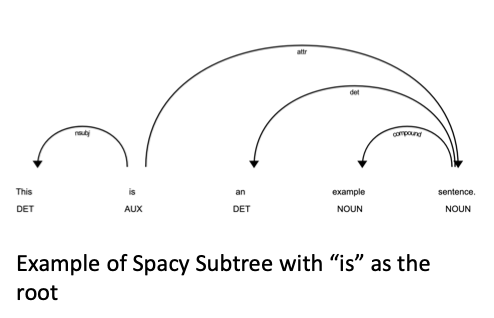 attr
det
nsubj
compound
This is an example sentence.
DET AUX DET NOUN NOUN
Example of Spacy Subtree with “is” as the
root